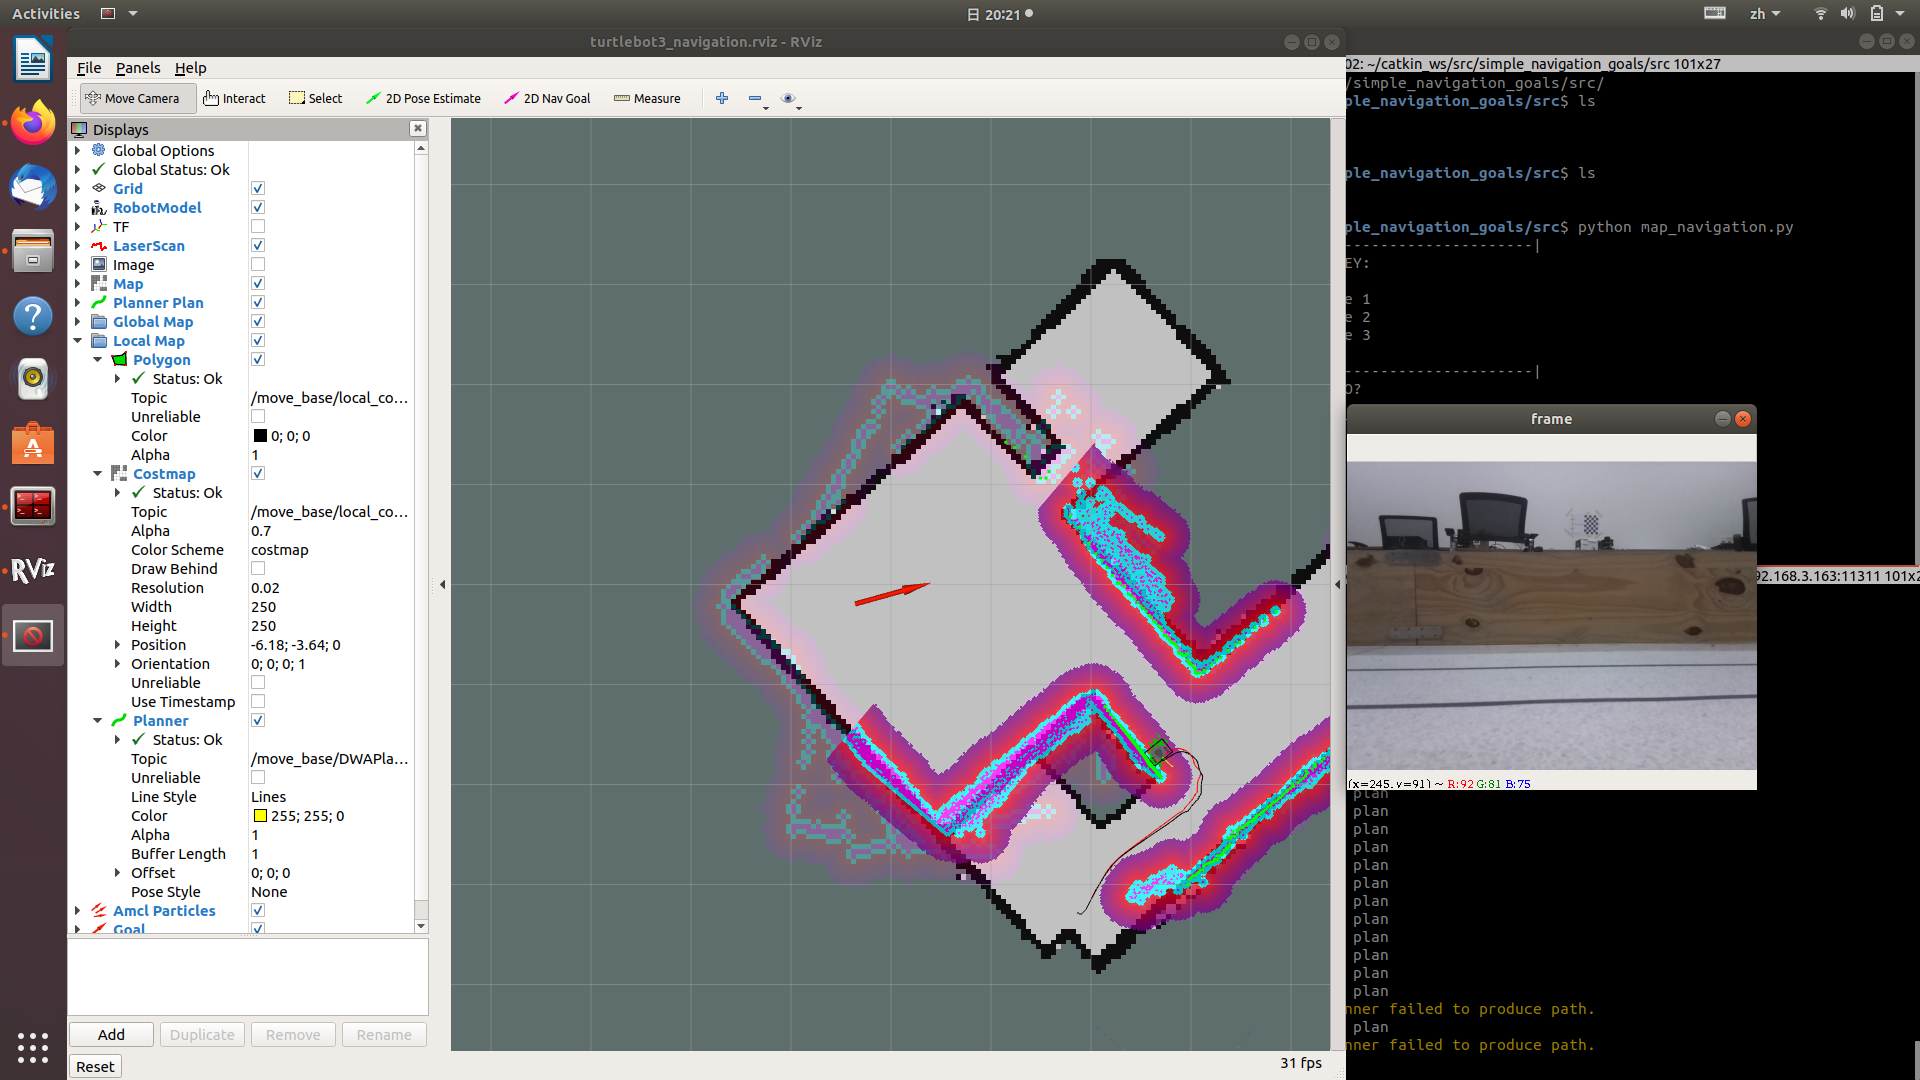 Activities
日 20:21
zh
turtlebot3_navigation.rviz - RViz
File Panels Help
Move Camera
Interact
Select
2D Pose Estimate
2D Nav Goal
Measure
Displays
Global Options
Global Status: Ok
Grid
RobotModel
TF
LaserScan
Image
Map
Planner Plan
Global Map
Local Map
Polygon
Status: Ok
Topic /move_base/local_co...
Unreliable
Color 0; 0; 0
Alpha 1
Costmap
Status: Ok
Topic /move_base/local_co...
Alpha 0.7
Color Scheme costmap
Draw Behind
Resolution 0.02
Width 250
Height 250
Position -6.18; -3.64; 0
Orientation 0; 0; 0; 1
Unreliable
Use Timestamp
Planner
Status: Ok
Topic /move_base/DWAPla...
Unreliable
Line Style Lines
Color 255; 255; 0
Alpha 1
Buffer Length 1
Offset 0; 0; 0
Pose Style None
Amcl Particles
Goal
Add Duplicate Remove Rename
Reset
31 fps
RViz
02: ~/catkin_ws/src/simple_navigation_goals/src 101x27
/simple_navigation_goals/src/
ple_navigation_goals/src$ ls
ple_navigation_goals/src$ ls
ple_navigation_goals/src$ python map_navigation.py
---------------------|
EY:
e 1
e 2
e 3
---------------------|
O?
frame
(x=245, y=91) ~ R:92 G:81 B:75
92.168.3.163:11311 101x2
plan
plan
plan
plan
plan
plan
plan
plan
plan
plan
plan
plan
nner failed to produce path.
plan
nner failed to produce path.